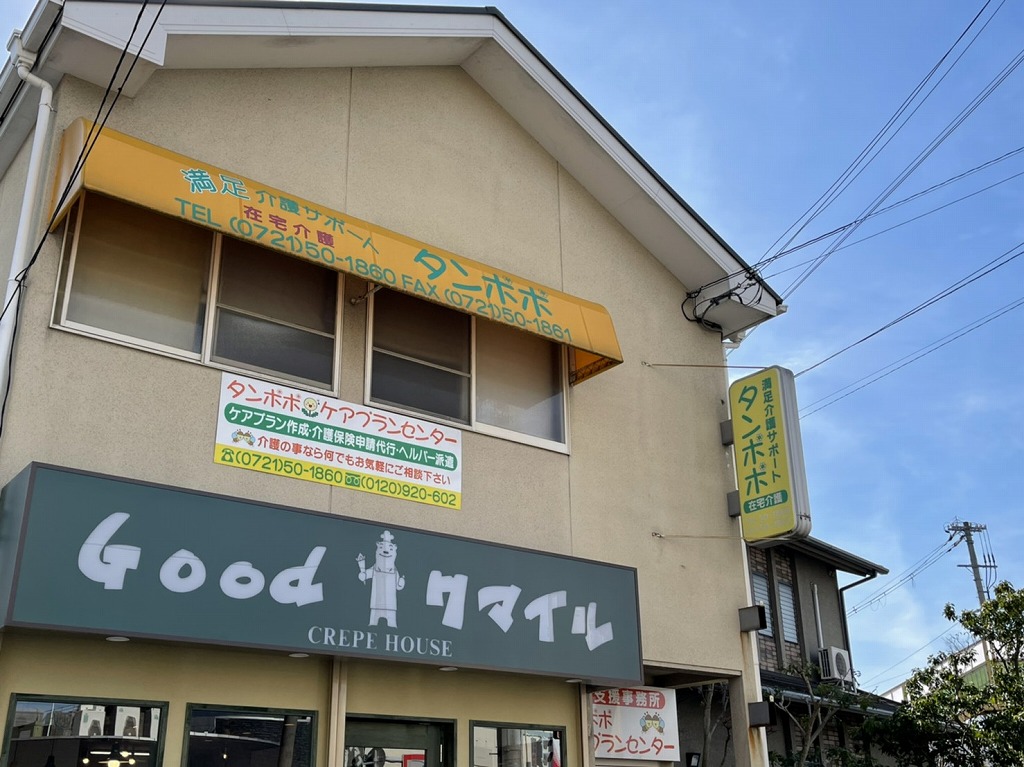 満足介護サポート
在宅介護
タンポポ
TEL (0721)50-1860 FAX (0721)50-1861
タンポポ ケアプランセンター
ケアプラン作成・介護保険申請代行・ヘルパー派遣
介護の事なら何でもお気軽にご相談下さい
☎(0721)50-1860 (0120)920-602
満足介護サポート
タンポポ
在宅介護
Good クマイル
CREPE HOUSE
支援事務所
ポ
プランセンター